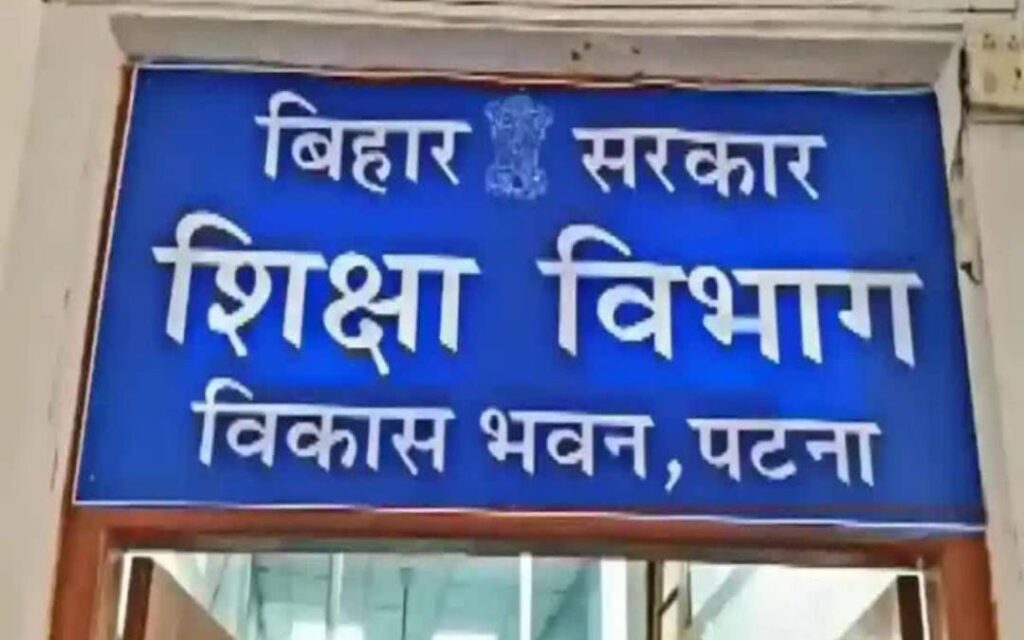 बिहार सरकार
शिक्षा विभाग
विकास भवन, पटना